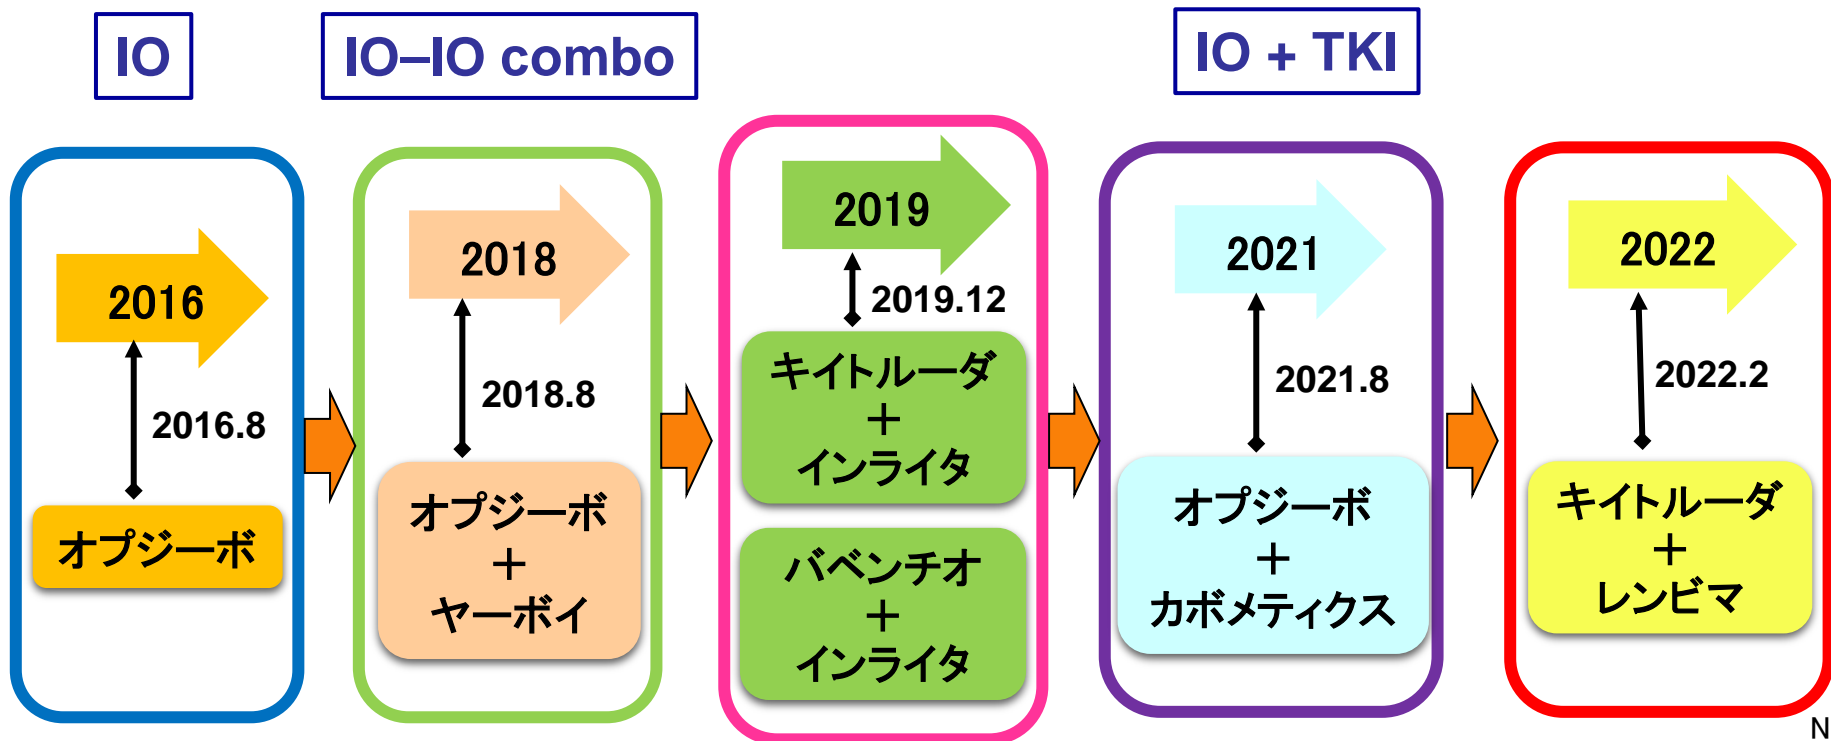 IO
IO–IO combo
IO + TKI
2016
2016.8
オプジーボ
2018
2018.8
オプジーボ
＋
ヤーボイ
2019
2019.12
キイトルーダ
＋
インライタ
バベンチオ
＋
インライタ
2021
2021.8
オプジーボ
＋
カボメティクス
2022
2022.2
キイトルーダ
＋
レンビマ
N